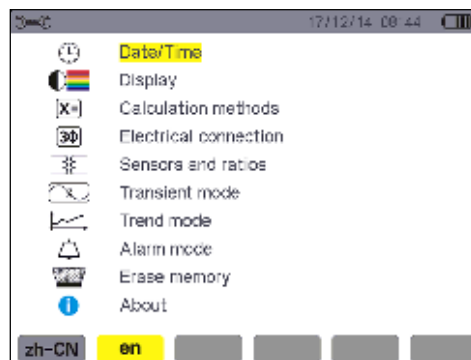 17/12/14 08:44
Date/Time
Display
[X=] Calculation methods
3Φ Electrical connection
Sensors and ratios
Transient mode
Trend mode
Alarm mode
Erase memory
i About
zh-CN en